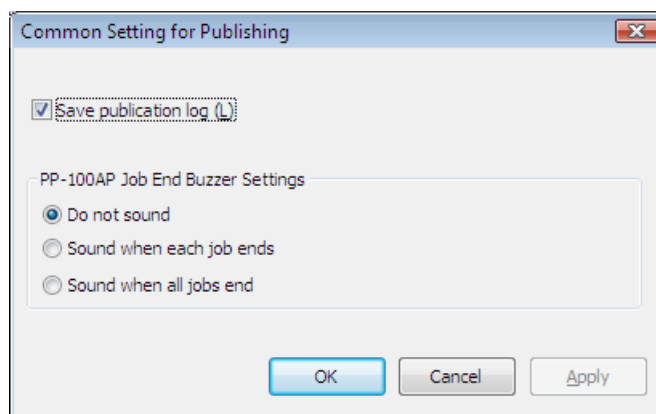 Common Setting for Publishing
Save publication log (L)
PP-100AP Job End Buzzer Settings
Do not sound
Sound when each job ends
Sound when all jobs end
OK Cancel Apply